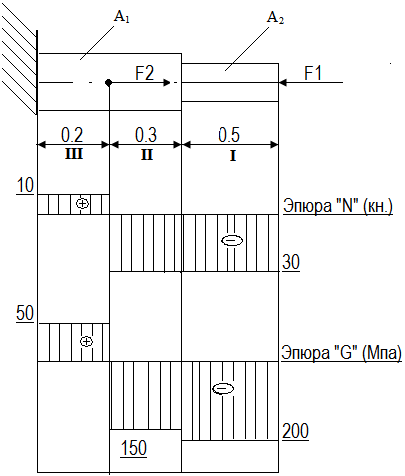 A₁
A₂
F2
F1
0.2
0.3
0.5
III
II
I
10
+
Эпюра "N" (кн.)
−
30
50
+
Эпюра "G" (Мпа)
−
150
200